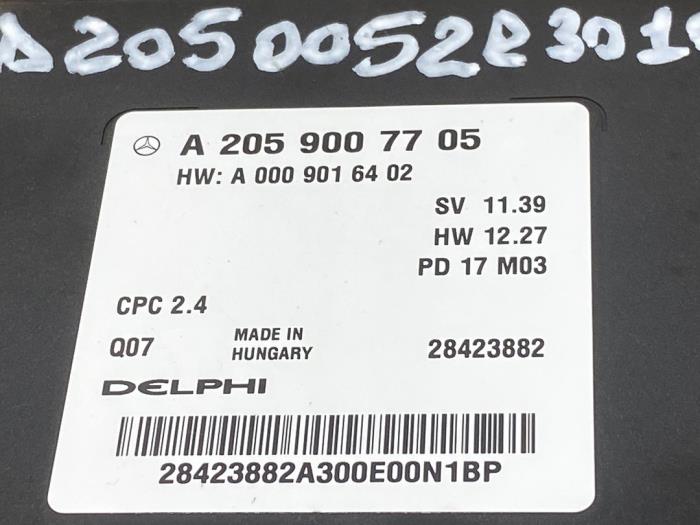 A2050052R301
A 205 900 77 05
HW: A 000 901 64 02
SV 11.39
HW 12.27
PD 17 M03
CPC 2.4
Q07 MADE IN HUNGARY 28423882
DELPHI
28423882A300E00N1BP